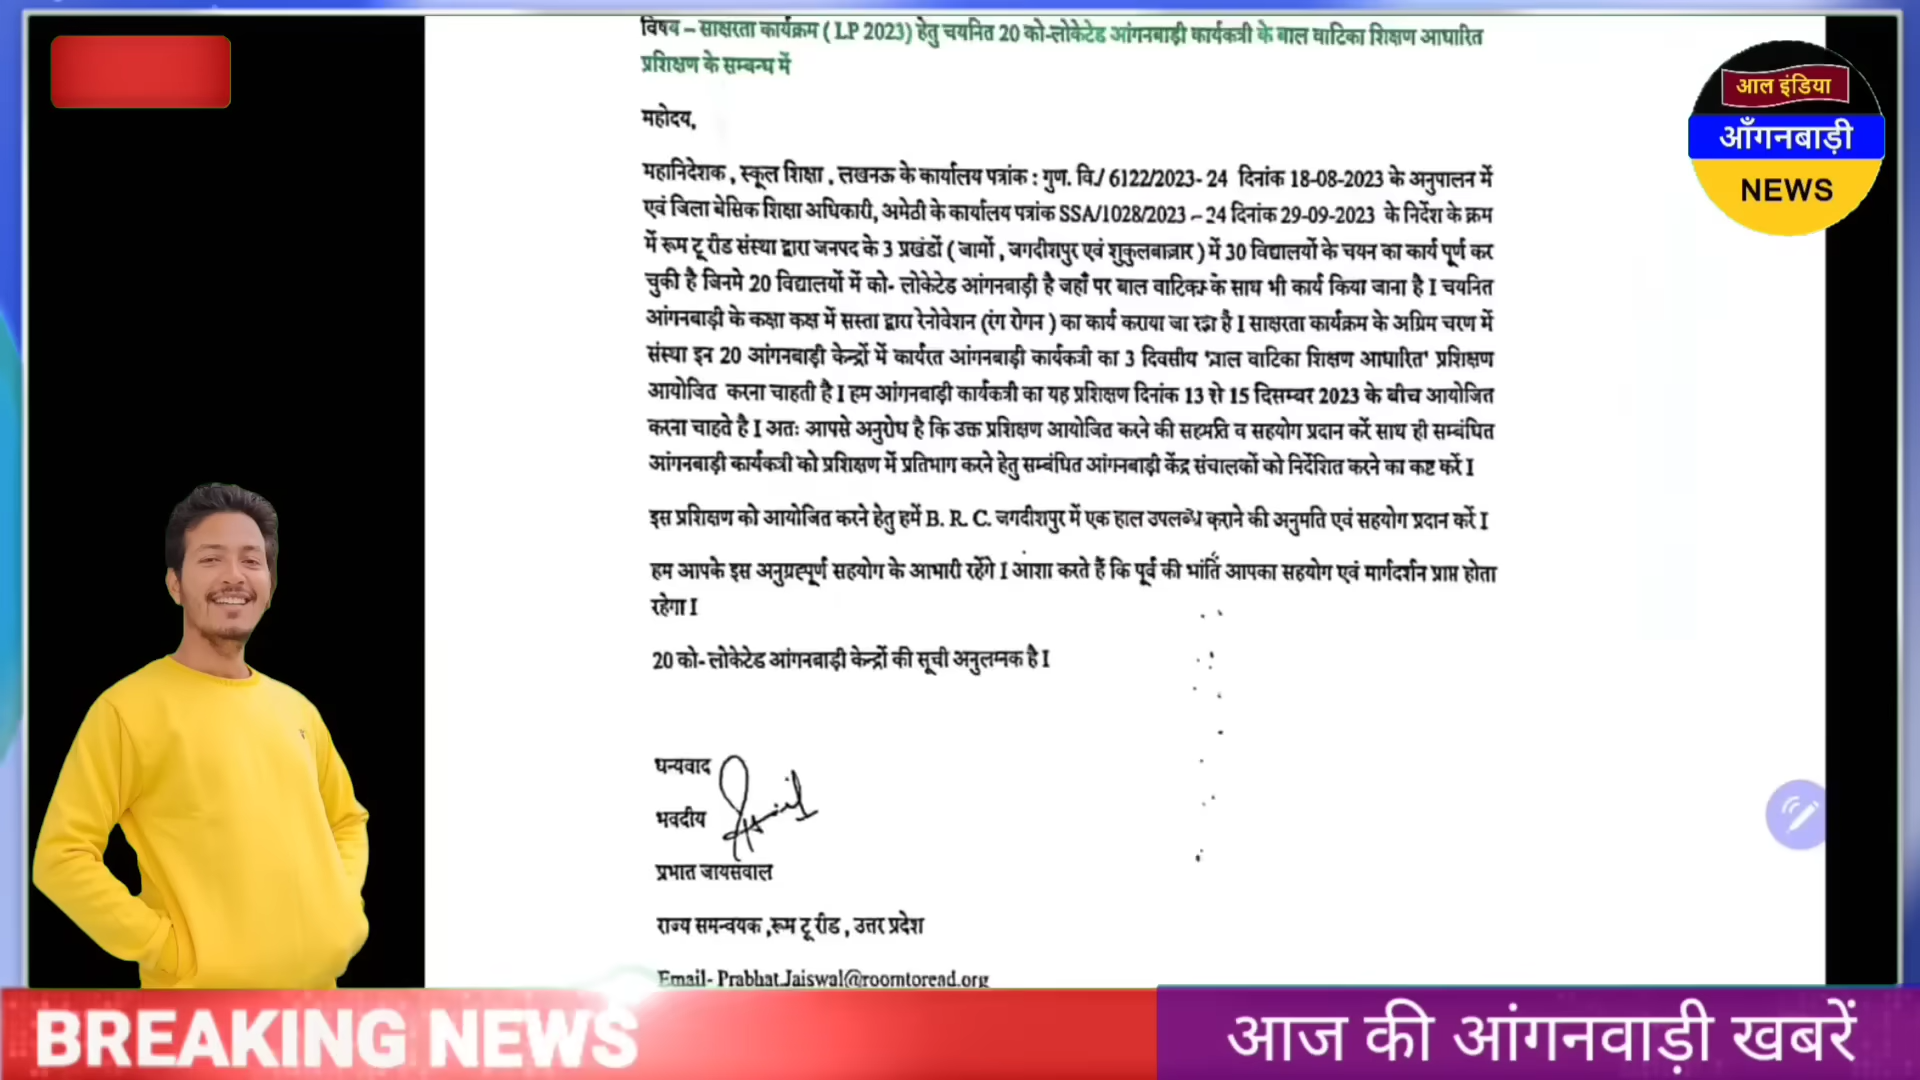 विषय – साक्षरता कार्यक्रम ( LP 2023) हेतु चयनित 20 को-लोकेटेड आंगनबाड़ी कार्यकत्री के बाल वाटिका शिक्षण आधारित
प्रशिक्षण के सम्बन्ध में
आल इंडिया
आँगनबाड़ी
NEWS
महोदय,
महानिदेशक , स्कूल शिक्षा , लखनऊ के कार्यालय पत्रांक : गुण. वि./ 6122/2023- 24 दिनांक 18-08-2023 के अनुपालन में
एवं जिला बेसिक शिक्षा अधिकारी, अमेठी के कार्यालय पत्रांक SSA/1028/2023 – 24 दिनांक 29-09-2023 के निर्देश के क्रम
में रूम टू रीड संस्था द्वारा जनपद के 3 प्रखंडों ( जामों , जगदीशपुर एवं शुकुलबाज़ार ) में 30 विद्यालयों के चयन का कार्य पूर्ण कर
चुकी है जिनमे 20 विद्यालयों में को- लोकेटेड आंगनबाड़ी है जहाँ पर बाल वाटिका के साथ भी कार्य किया जाना है I चयनित
आंगनबाड़ी के कक्षा कक्ष में सस्ता द्वारा रेनोवेशन (रंग रोगन ) का कार्य कराया जा रहा है I साक्षरता कार्यक्रम के अग्रिम चरण में
संस्था इन 20 आंगनबाड़ी केन्द्रों में कार्यरत आंगनबाड़ी कार्यकत्री का 3 दिवसीय 'बाल वाटिका शिक्षण आधारित' प्रशिक्षण
आयोजित करना चाहती है I हम आंगनबाड़ी कार्यकत्री का यह प्रशिक्षण दिनांक 13 से 15 दिसम्बर 2023 के बीच आयोजित
करना चाहते है I अतः आपसे अनुरोध है कि उक्त प्रशिक्षण आयोजित करने की सहमति व सहयोग प्रदान करें साथ ही सम्बंधित
आंगनबाड़ी कार्यकत्री को प्रशिक्षण में प्रतिभाग करने हेतु सम्बंधित आंगनबाड़ी केंद्र संचालकों को निर्देशित करने का कष्ट करें I
इस प्रशिक्षण को आयोजित करने हेतु हमें B. R. C. जगदीशपुर में एक हाल उपलब्ध कराने की अनुमति एवं सहयोग प्रदान करें I
हम आपके इस अनुग्रहपूर्ण सहयोग के आभारी रहेंगे I आशा करते हैं कि पूर्व की भांति आपका सहयोग एवं मार्गदर्शन प्राप्त होता
रहेगा I
20 को- लोकेटेड आंगनबाड़ी केन्द्रों की सूची अनुलग्नक है I
धन्यवाद
भवदीय
प्रभात जायसवाल
राज्य समन्वयक ,रूम टू रीड , उत्तर प्रदेश
Email- Prabhat.Jaiswal@roomtoread.org
BREAKING NEWS
आज की आंगनवाड़ी खबरें